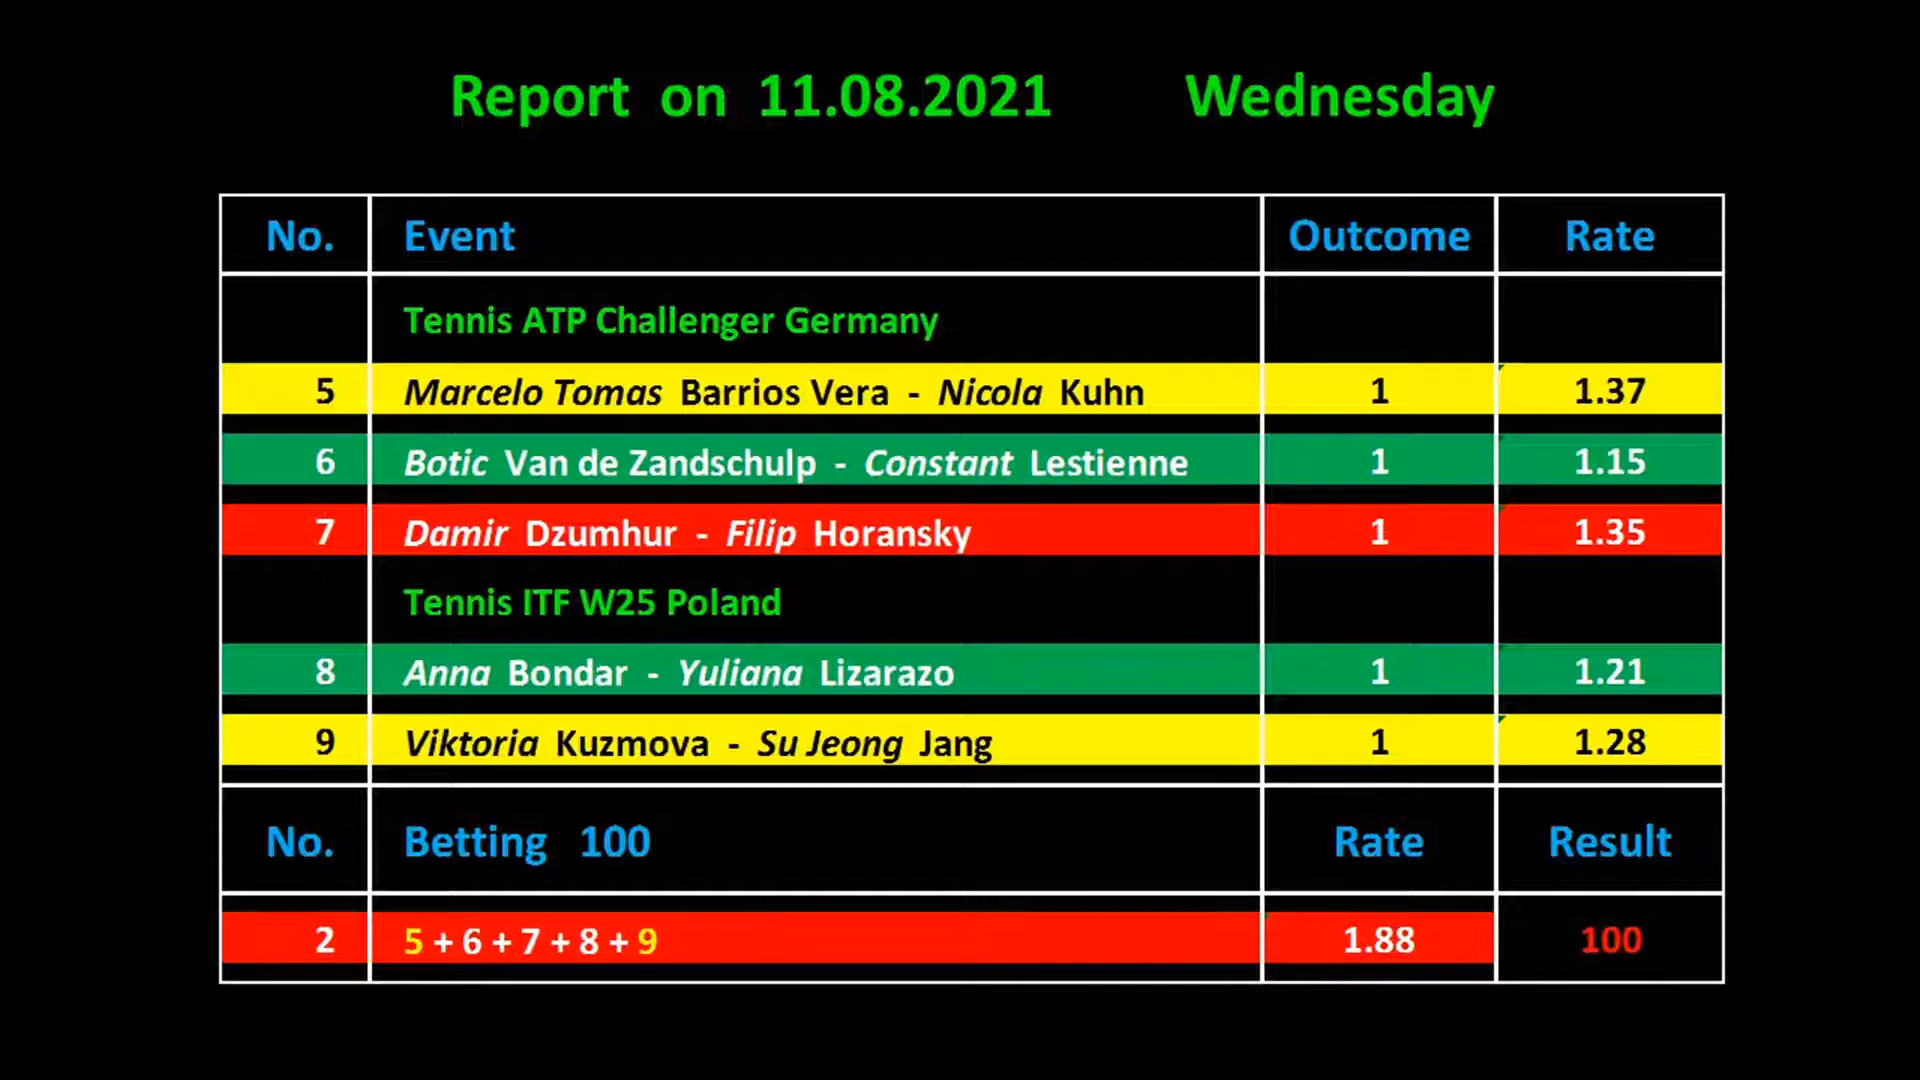 Report on 11.08.2021 Wednesday
No. Event Outcome Rate
Tennis ATP Challenger Germany
5 Marcelo Tomas Barrios Vera - Nicola Kuhn 1 1.37
6 Botic Van de Zandschulp - Constant Lestienne 1 1.15
7 Damir Dzumhur - Filip Horansky 1 1.35
Tennis ITF W25 Poland
8 Anna Bondar - Yuliana Lizarazo 1 1.21
9 Viktoria Kuzmova - Su Jeong Jang 1 1.28
No. Betting 100 Rate Result
2 5 + 6 + 7 + 8 + 9 1.88 100